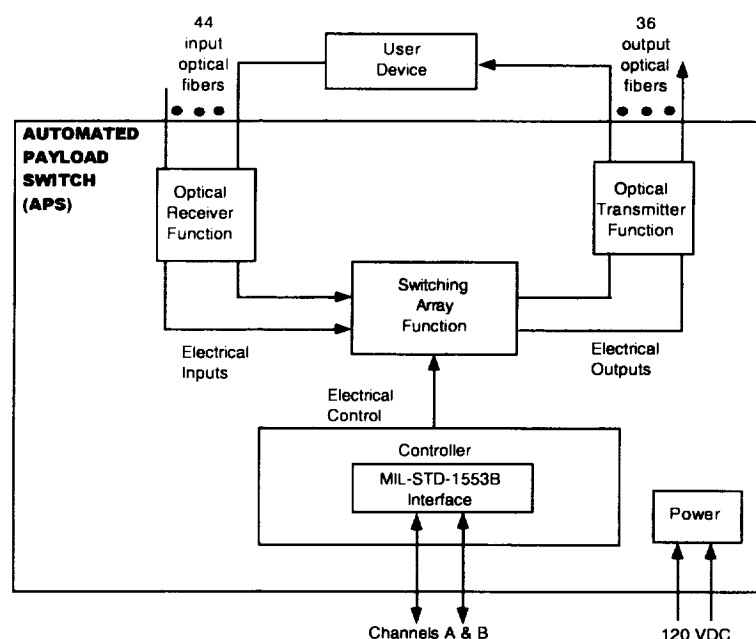 44
input
optical
fibers
User
Device
36
output
optical
fibers
AUTOMATED
PAYLOAD
SWITCH
(APS)
Optical
Receiver
Function
Optical
Transmitter
Function
Switching
Array
Function
Electrical
Inputs
Electrical
Outputs
Electrical
Control
Controller
MIL-STD-1553B
Interface
Power
Channels A & B
120 VDC